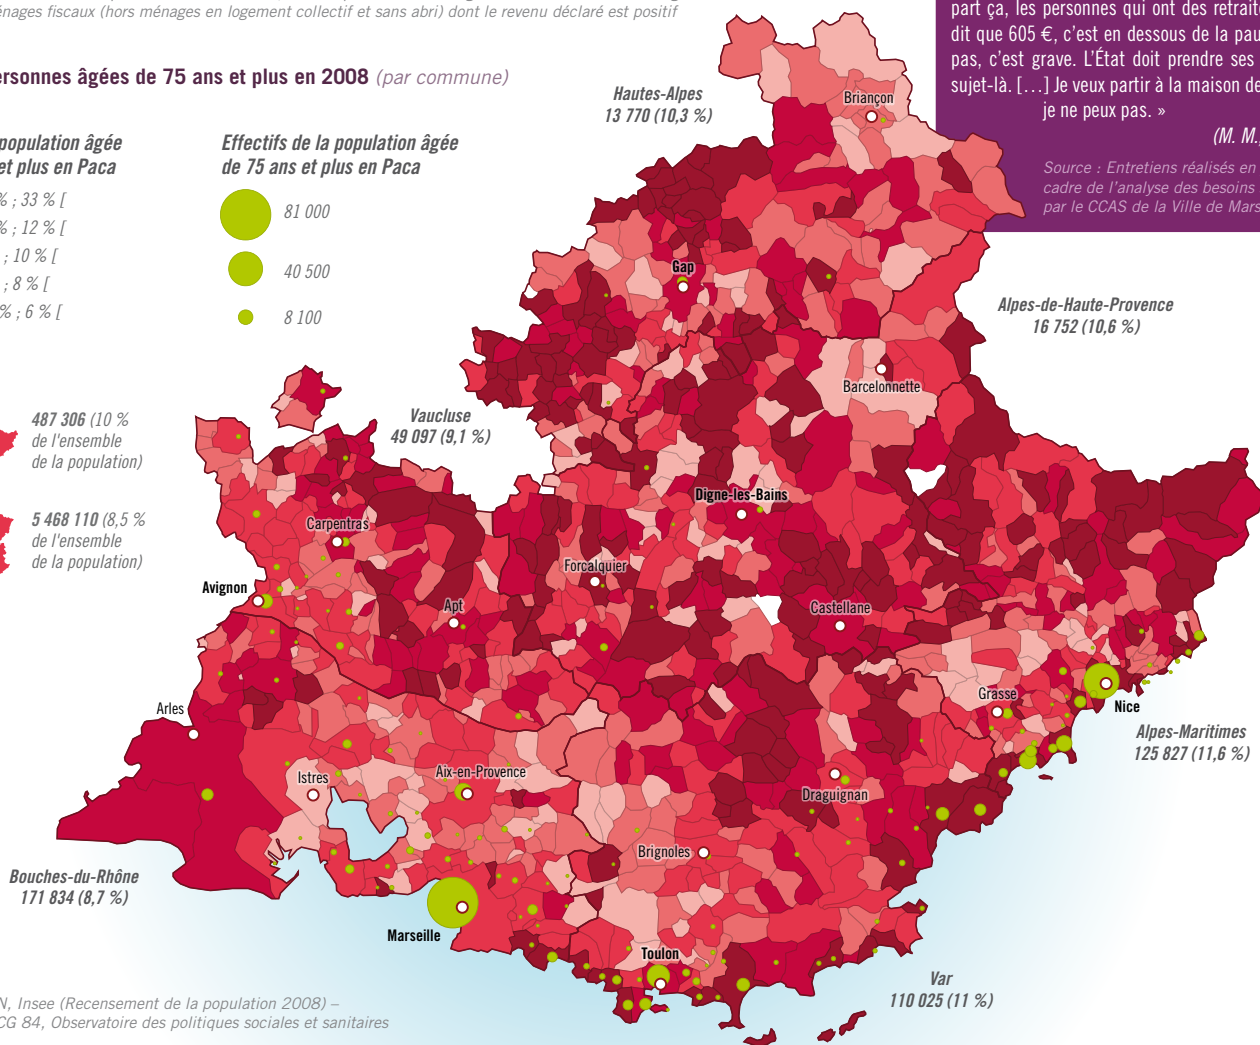 énages fiscaux (hors ménages en logement collectif et sans abri) dont le revenu déclaré est positif
ersonnes âgées de 75 ans et plus en 2008 (par commune)
population âgée
et plus en Paca
% ; 33 % [
% ; 12 % [
; 10 % [
; 8 % [
% ; 6 % [
Effectifs de la population âgée
de 75 ans et plus en Paca
81 000
40 500
8 100
487 306 (10 %
de l'ensemble
de la population)
5 468 110 (8,5 %
de l'ensemble
de la population)
part ça, les personnes qui ont des retraite
dit que 605 €, c'est en dessous de la pau
pas, c'est grave. L'État doit prendre ses
sujet-là. […] Je veux partir à la maison de
je ne peux pas. »
(M. M.,
Source : Entretiens réalisés en
cadre de l'analyse des besoins
par le CCAS de la Ville de Mars
Hautes-Alpes
13 770 (10,3 %)
Briançon
Gap
Alpes-de-Haute-Provence
16 752 (10,6 %)
Barcelonnette
Vaucluse
49 097 (9,1 %)
Digne-les-Bains
Carpentras
Forcalquier
Avignon
Apt
Castellane
Grasse
Nice
Arles
Alpes-Maritimes
125 827 (11,6 %)
Istres
Aix-en-Provence
Draguignan
Brignoles
Bouches-du-Rhône
171 834 (8,7 %)
Marseille
Toulon
Var
110 025 (11 %)
N, Insee (Recensement de la population 2008) –
CG 84, Observatoire des politiques sociales et sanitaires